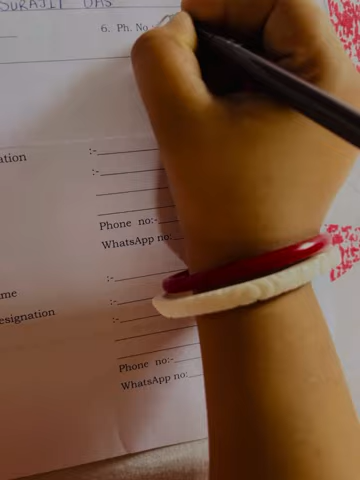 SURAJIT DAS
6. Ph. No.:
ation :-
:-
Phone no:-
WhatsApp no:
me :-
esignation :-
Phone no:-
WhatsApp no: